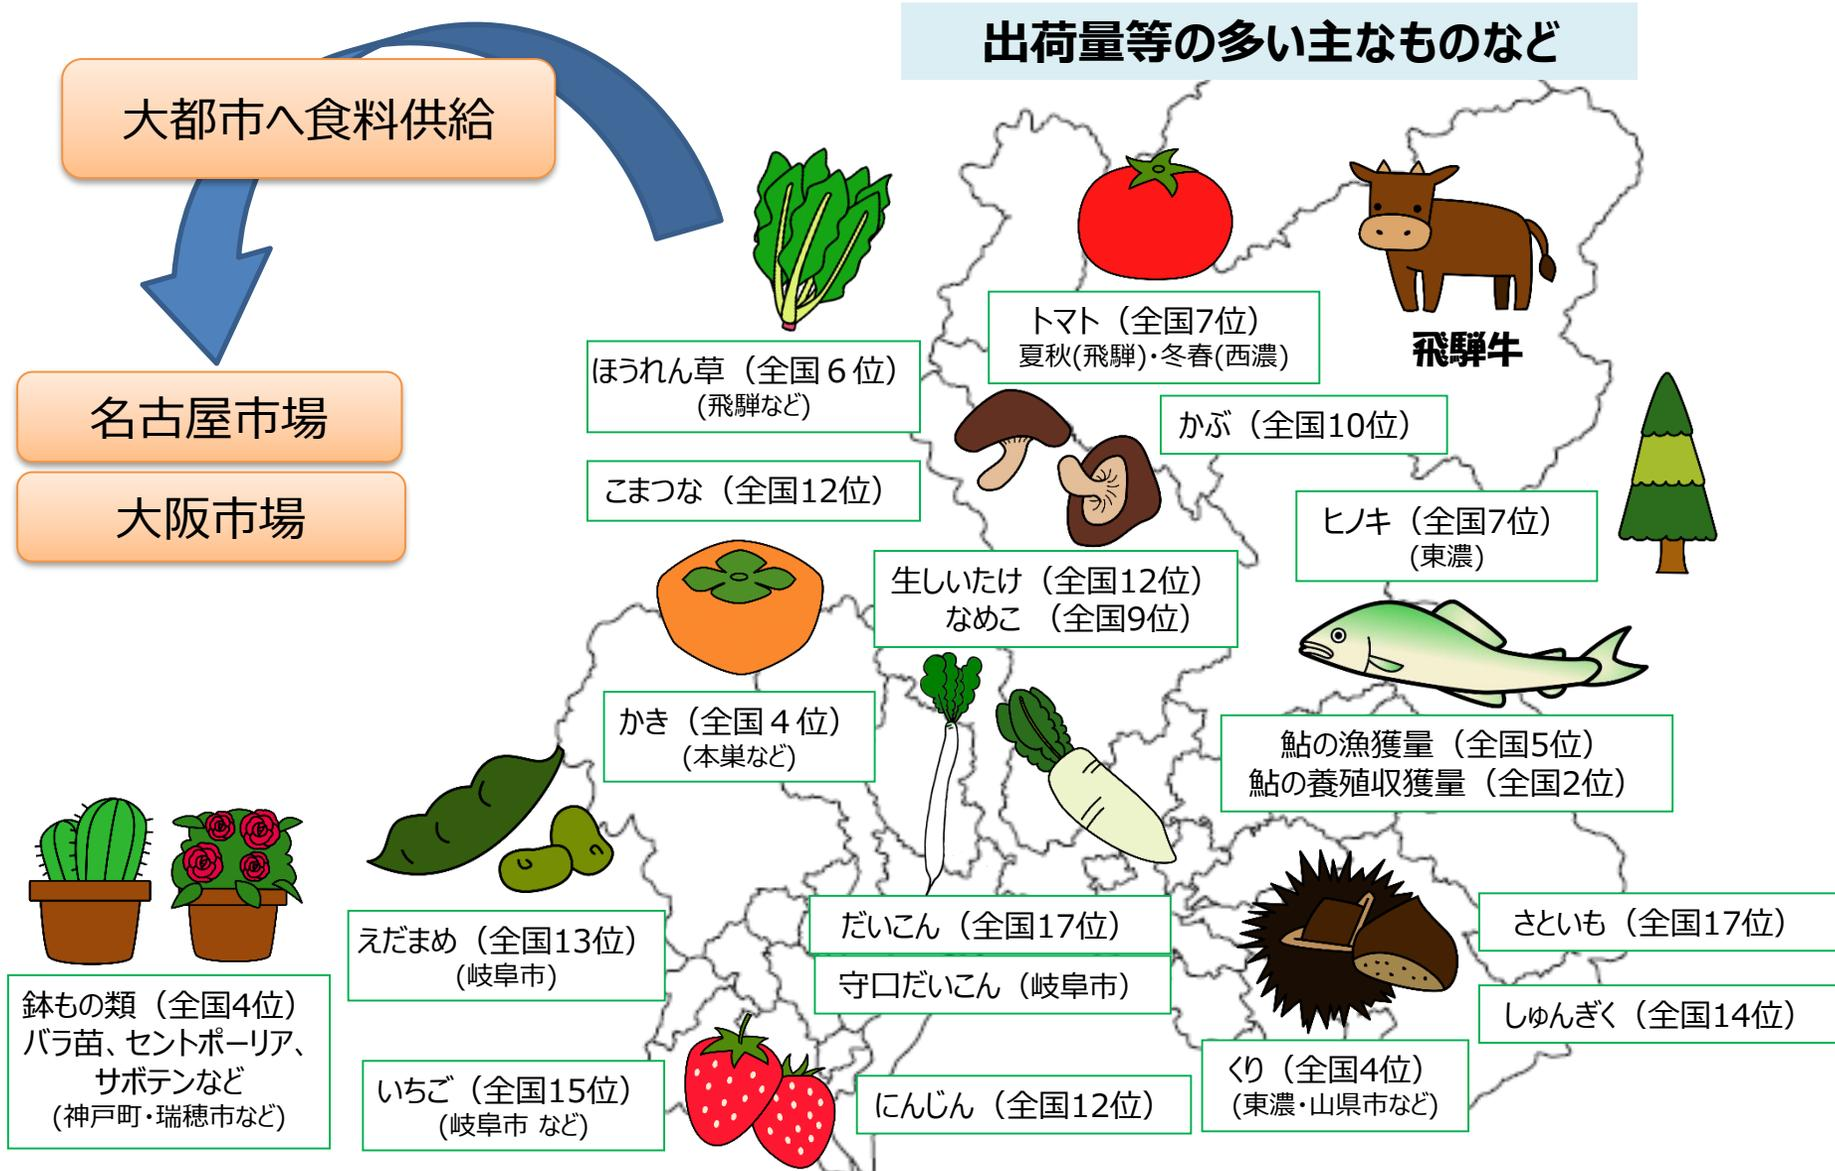 出荷量等の多い主なものなど
大都市へ食料供給
名古屋市場
大阪市場
ほうれん草（全国６位）
(飛騨など)
トマト（全国7位）
夏秋(飛騨)・冬春(西濃)
飛騨牛
かぶ（全国10位）
こまつな（全国12位）
ヒノキ（全国7位）
(東濃)
生しいたけ（全国12位）
なめこ （全国9位）
かき（全国４位）
(本巣など)
鮎の漁獲量（全国5位）
鮎の養殖収獲量（全国2位）
えだまめ（全国13位）
(岐阜市)
だいこん（全国17位）
守口だいこん（岐阜市）
さといも（全国17位）
しゅんぎく（全国14位）
鉢もの類（全国4位）
バラ苗、セントポーリア、
サボテンなど
(神戸町・瑞穂市など)
いちご（全国15位）
(岐阜市 など)
にんじん（全国12位）
くり（全国4位）
(東濃・山県市など)